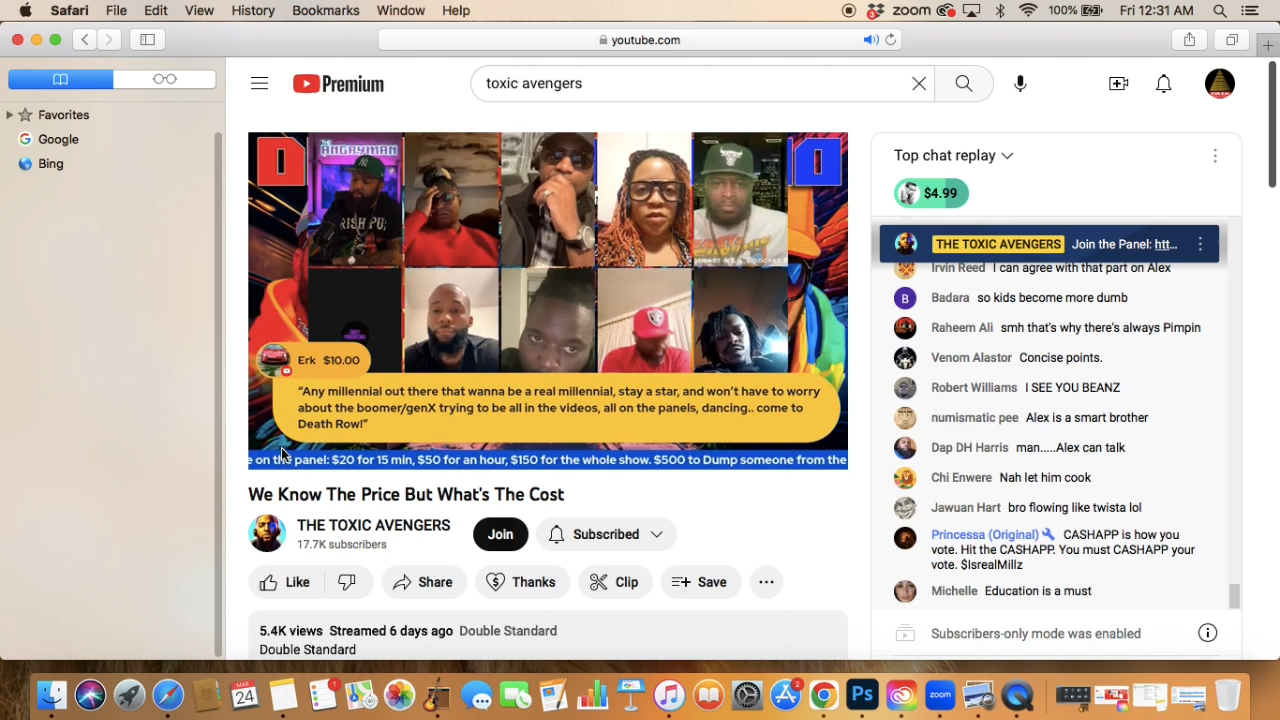 Safari File Edit View History Bookmarks Window Help
3 zoom 100% Fri 12:31 AM
youtube.com
Favorites
Google
Bing
Premium
toxic avengers
ANGRYMAN
Erk $10.00
“Any millennial out there that wanna be a real millennial, stay a star, and won’t have to worry
about the boomer/genX trying to be all in the videos, all on the panels, dancing.. come to
Death Row!”
e on the panel: $20 for 15 min, $50 for an hour, $150 for the whole show. $500 to Dump someone from the
We Know The Price But What's The Cost
THE TOXIC AVENGERS
17.7K subscribers
Join
Subscribed
Like
Share
Thanks
Clip
Save
5.4K views Streamed 6 days ago Double Standard
Double Standard
Top chat replay
$4.99
THE TOXIC AVENGERS Join the Panel: htt...
Irvin Reed I can agree with that part on Alex
B Badara so kids become more dumb
Raheem Ali smh that's why there's always Pimpin
Venom Alastor Concise points.
Robert Williams I SEE YOU BEANZ
numismatic pee Alex is a smart brother
Dap DH Harris man.....Alex can talk
Chi Enwere Nah let him cook
Jawuan Hart bro flowing like twista lol
Princessa (Original) CASHAPP is how you
vote. Hit the CASHAPP. You must CASHAPP your
vote. $IsrealMillz
Michelle Education is a must
Subscribers-only mode was enabled
MAR
24
1
2
Ps
zoom